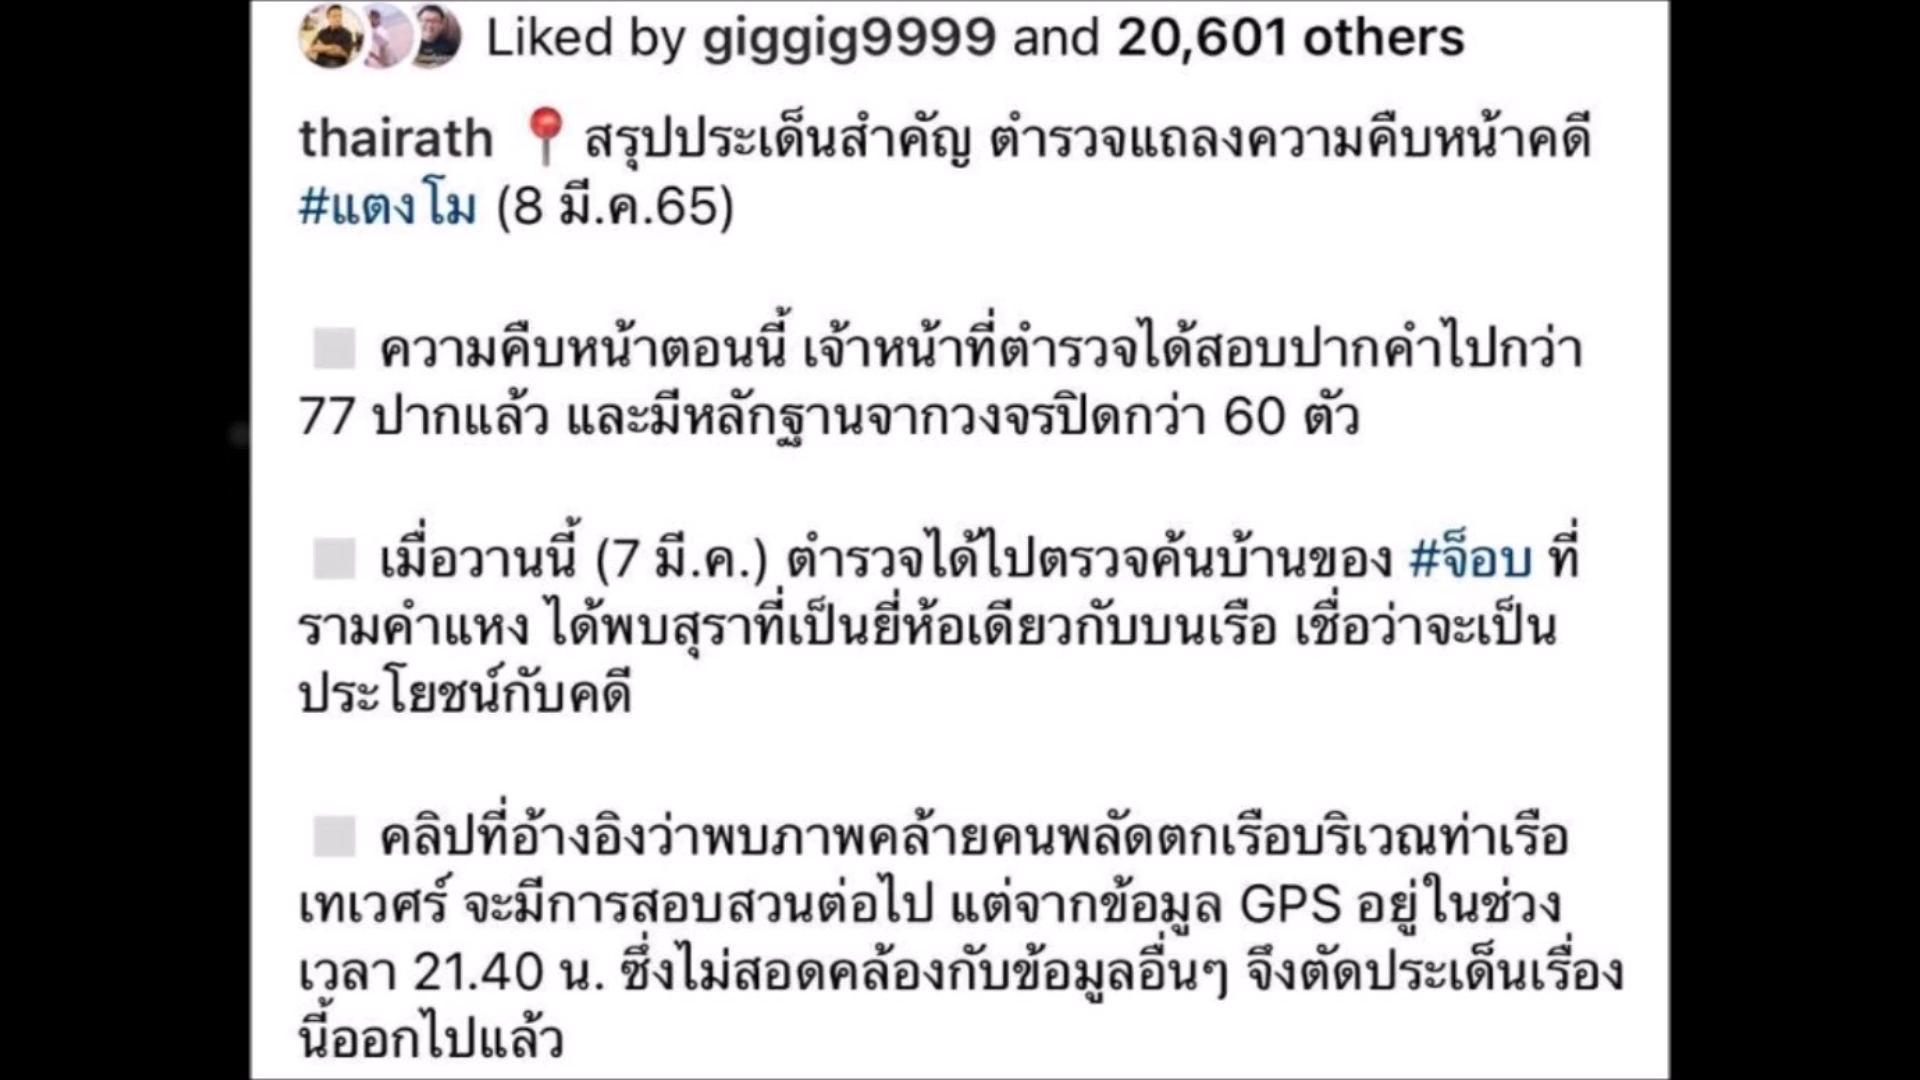 Liked by giggig9999 and 20,601 others
thairath 📍 สรุปประเด็นสำคัญ ตำรวจแถลงความคืบหน้าคดี
#แตงโม (8 มี.ค.65)
ความคืบหน้าตอนนี้ เจ้าหน้าที่ตำรวจได้สอบปากคำไปกว่า
77 ปากแล้ว และมีหลักฐานจากวงจรปิดกว่า 60 ตัว
เมื่อวานนี้ (7 มี.ค.) ตำรวจได้ไปตรวจค้นบ้านของ #จ็อบ ที่
รามคำแหง ได้พบสุราที่เป็นยี่ห้อเดียวกับบนเรือ เชื่อว่าจะเป็น
ประโยชน์กับคดี
คลิปที่อ้างอิงว่าพบภาพคล้ายคนพลัดตกเรือบริเวณท่าเรือ
เทเวศร์ จะมีการสอบสวนต่อไป แต่จากข้อมูล GPS อยู่ในช่วง
เวลา 21.40 น. ซึ่งไม่สอดคล้องกับข้อมูลอื่นๆ จึงตัดประเด็นเรื่อง
นี้ออกไปแล้ว